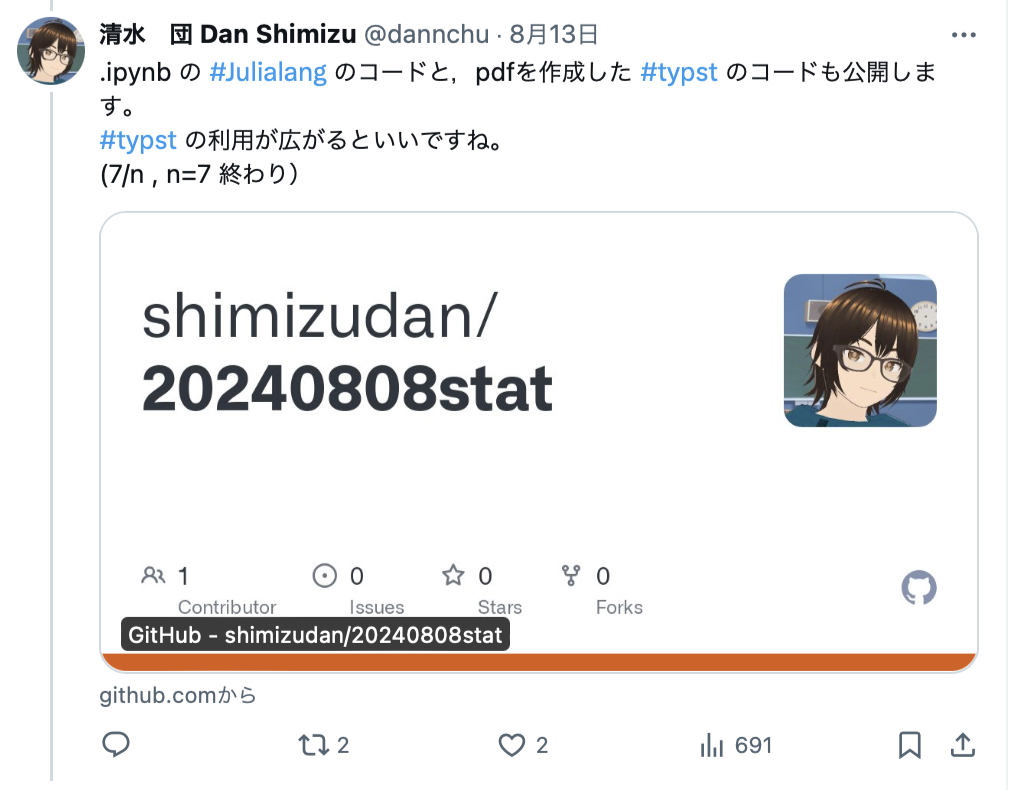 清水　団 Dan Shimizu @dannchu · 8月13日
.ipynb の #Julialang のコードと，pdfを作成した #typst のコードも公開しま
す。
#typst の利用が広がるといいですね。
(7/n , n=7 終わり）
shimizudan/
20240808stat
1 0 0 0
Contributor Issues Stars Forks
GitHub - shimizudan/20240808stat
github.comから
2 2 691